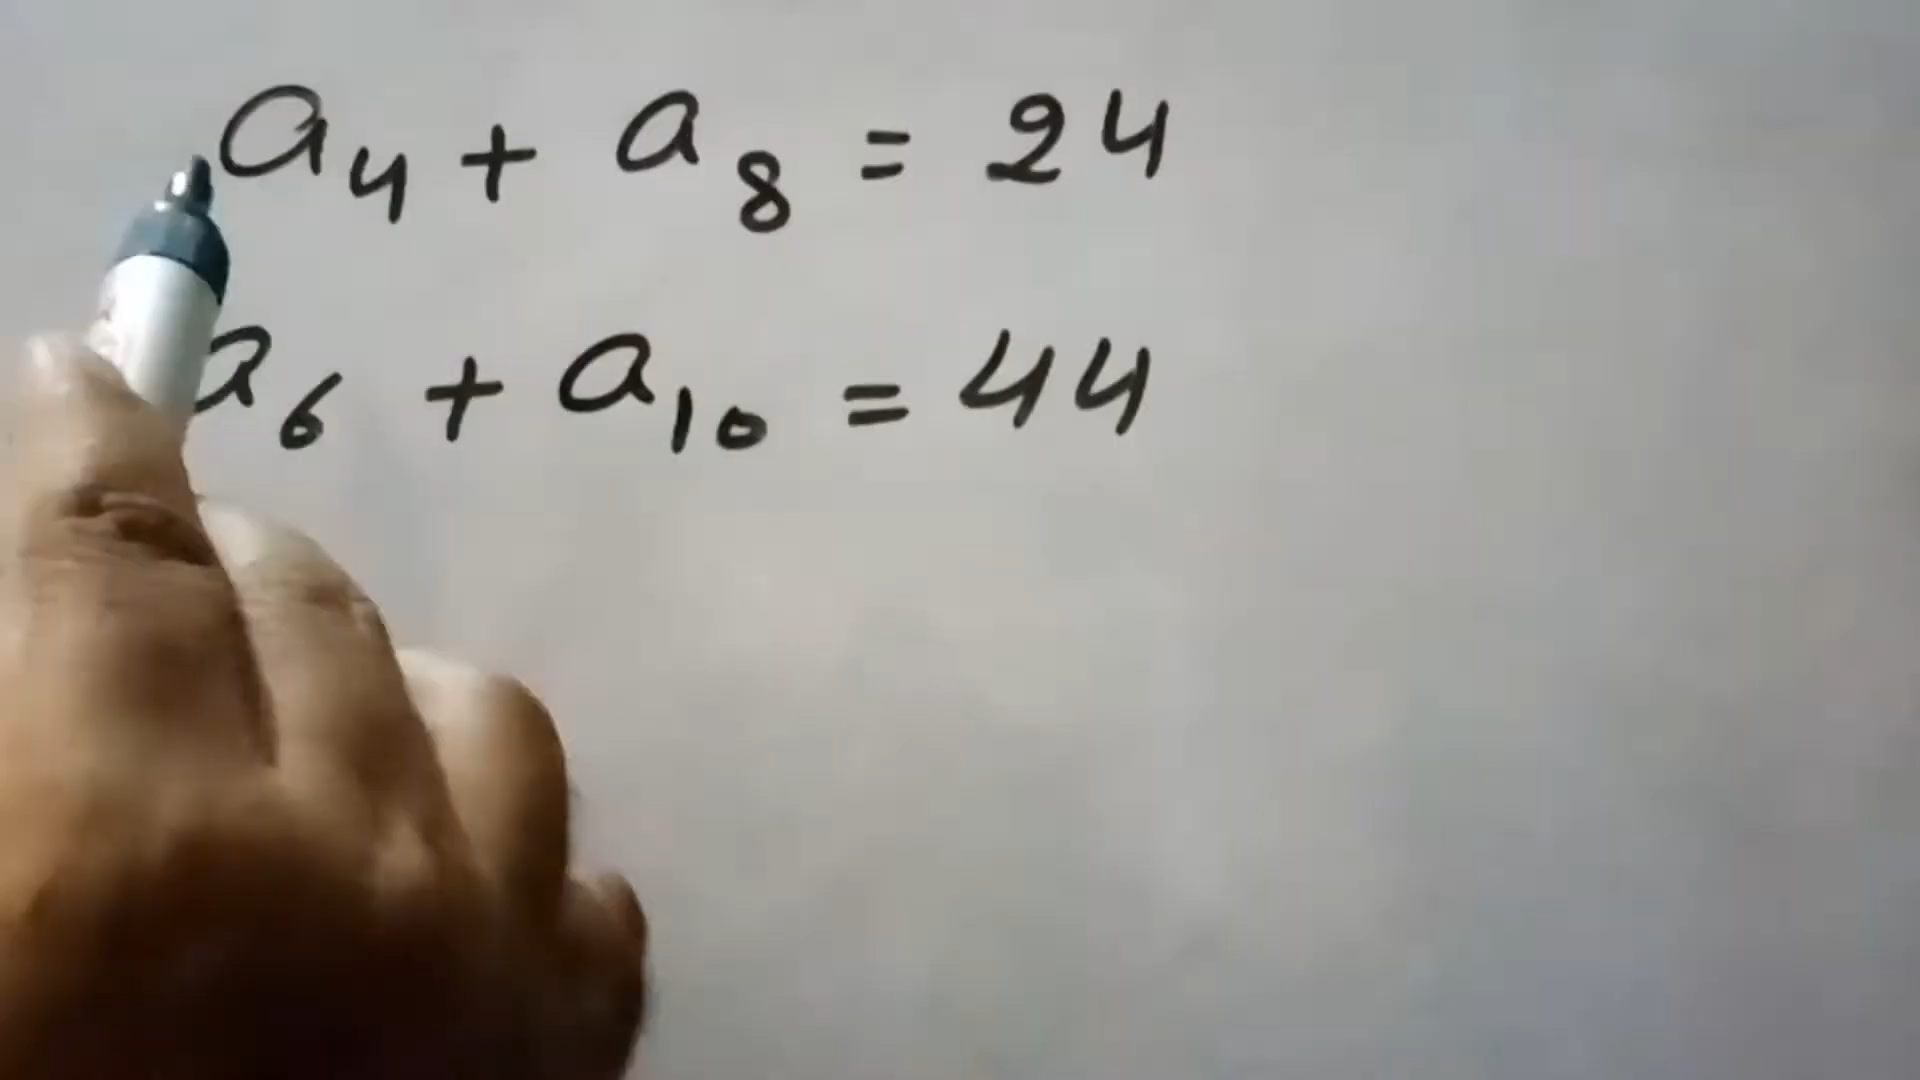 a₄ + a₈ = 24
a₆ + a₁₀ = 44